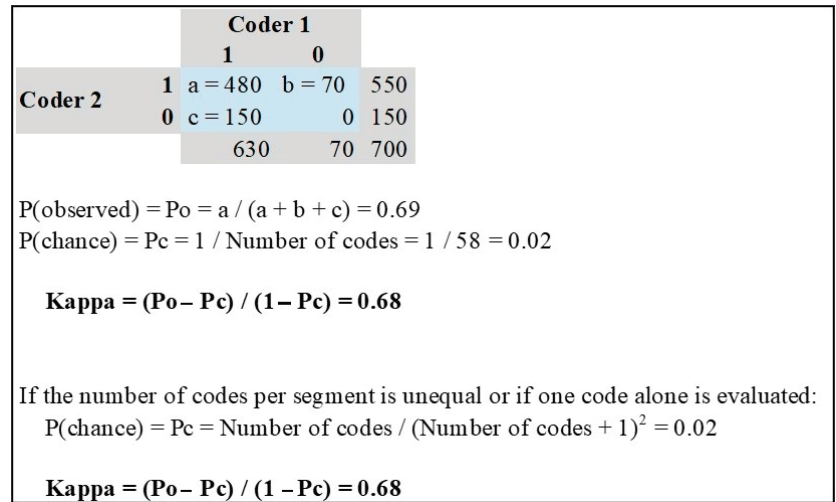 Coder 1
1 0
Coder 2 1 a = 480 b = 70 550
0 c = 150 0 150
630 70 700
P(observed) = Po = a / (a + b + c) = 0.69
P(chance) = Pc = 1 / Number of codes = 1 / 58 = 0.02
Kappa = (Po – Pc) / (1 – Pc) = 0.68
If the number of codes per segment is unequal or if one code alone is evaluated:
P(chance) = Pc = Number of codes / (Number of codes + 1)² = 0.02
Kappa = (Po – Pc) / (1 – Pc) = 0.68